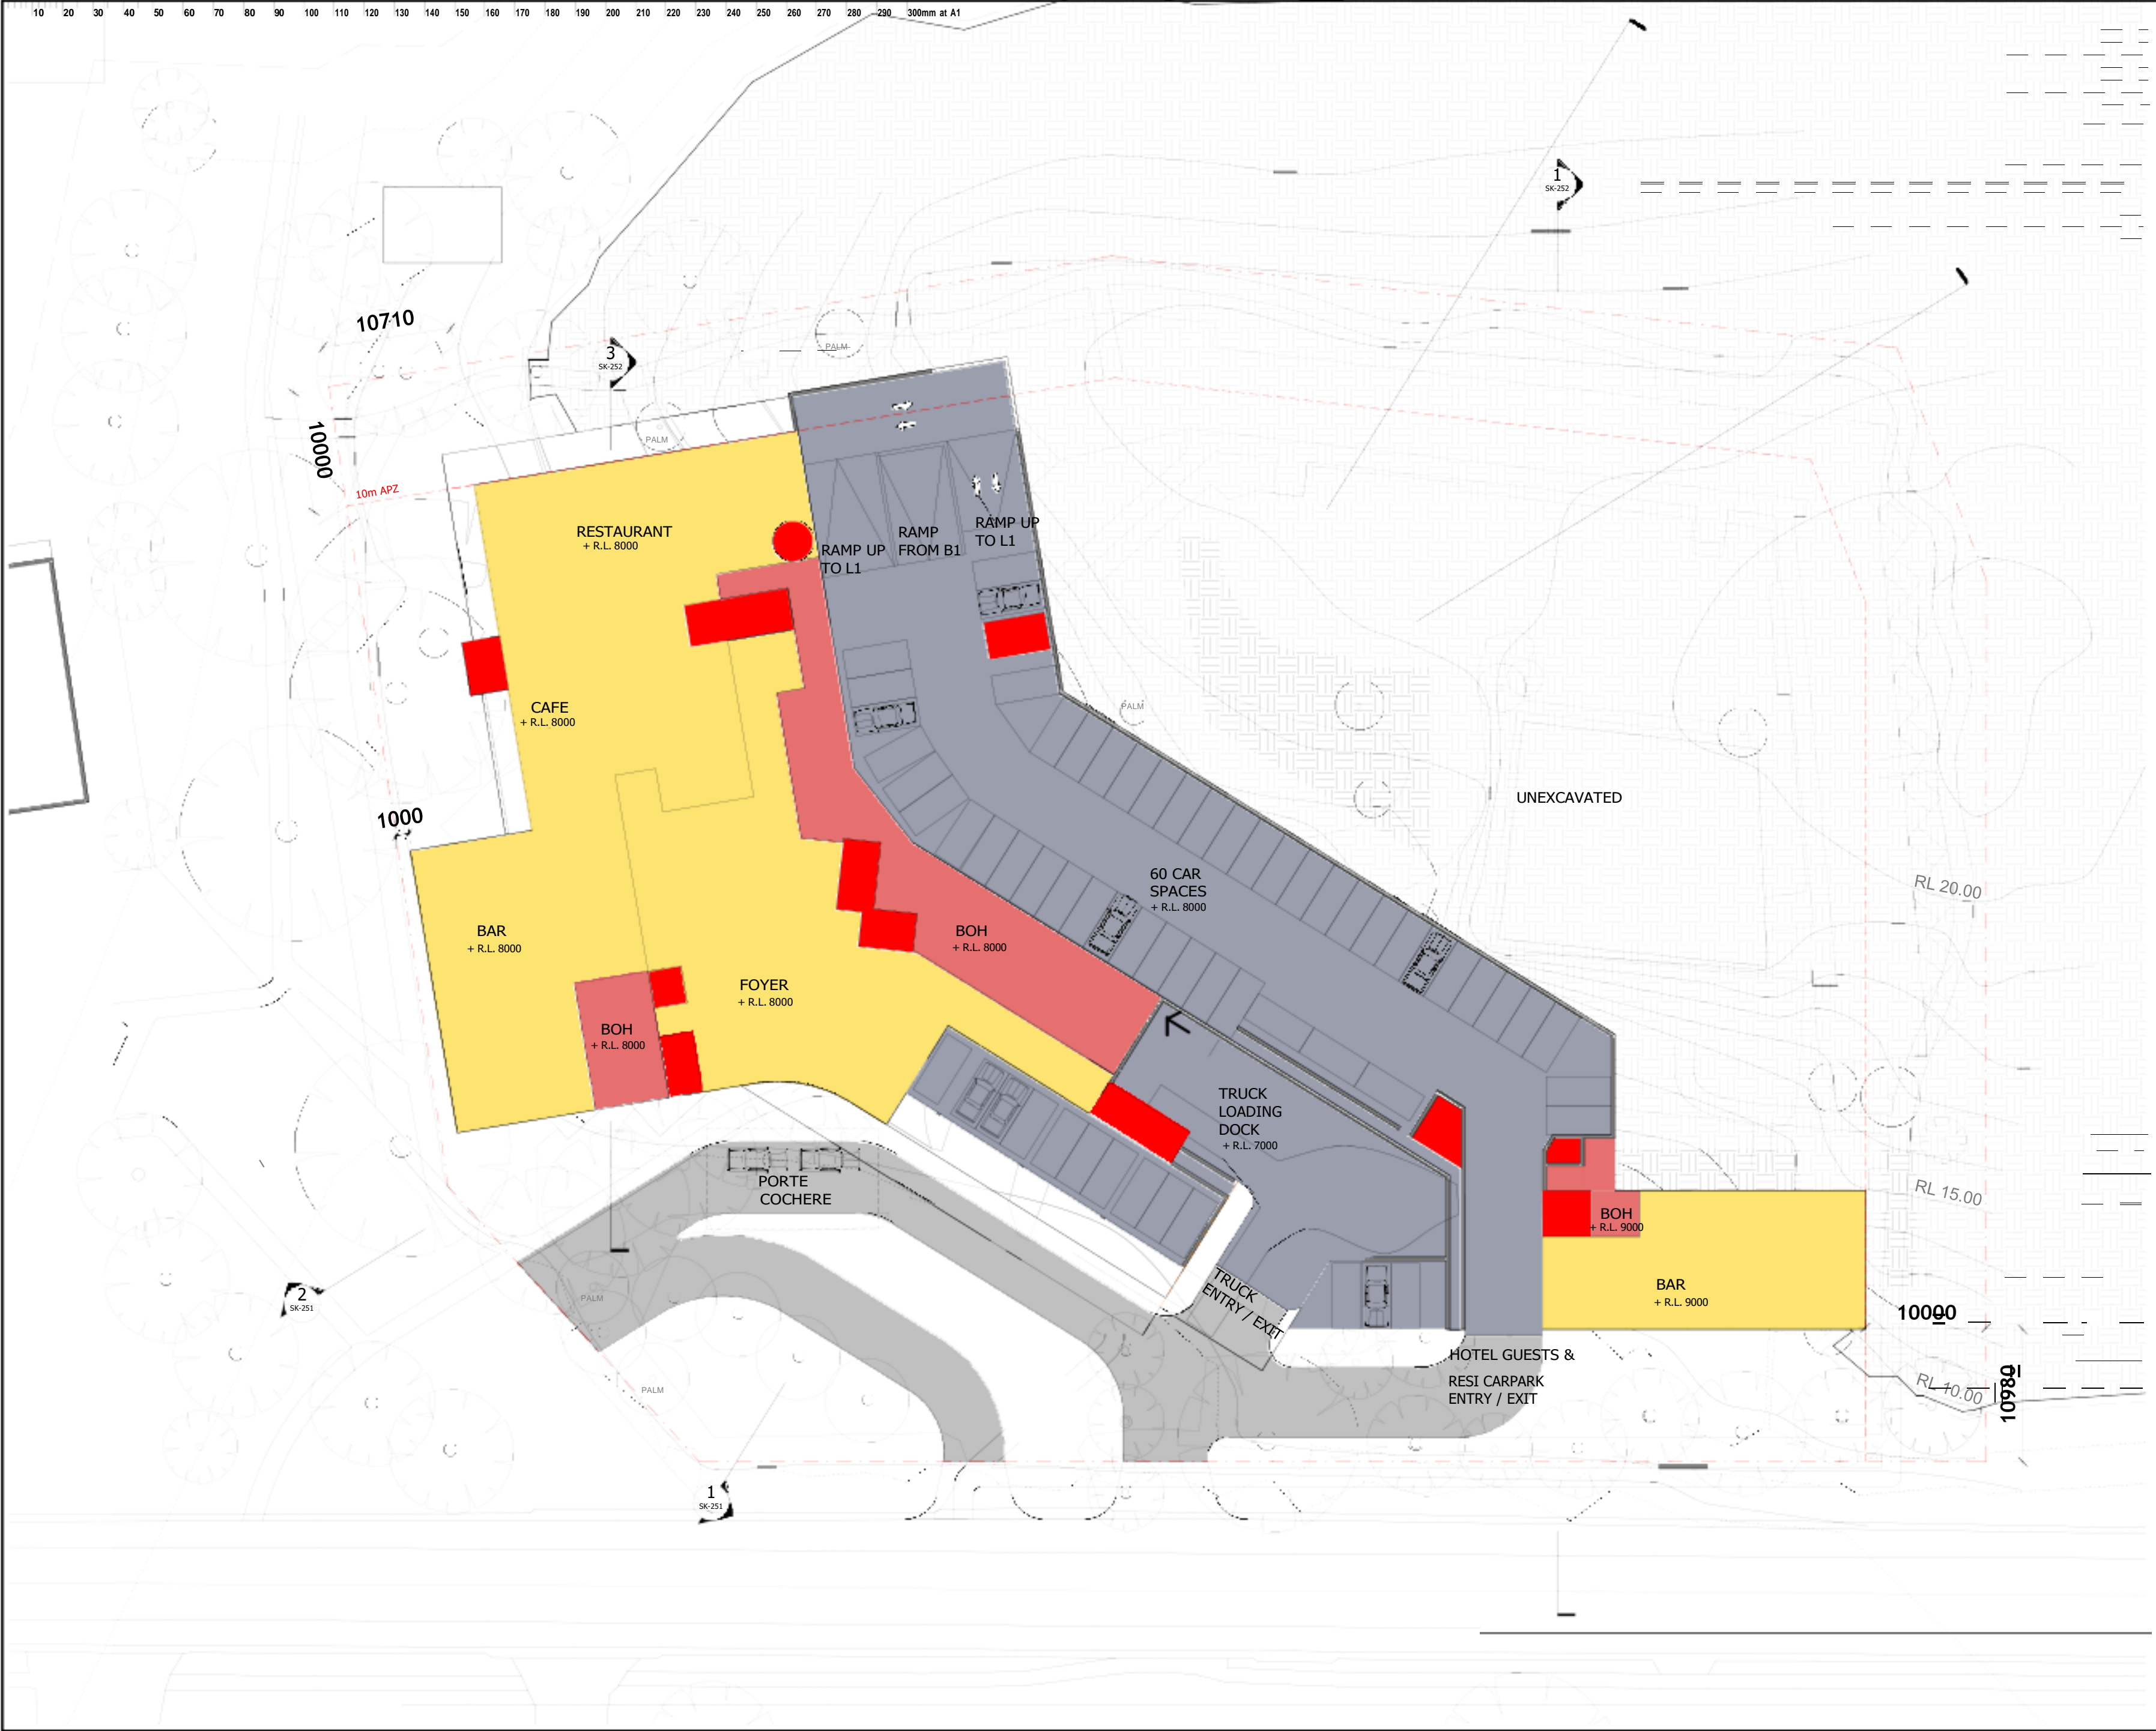 10 20 30 40 50 60 70 80 90 100 110 120 130 140 150 160 170 180 190 200 210 220 230 240 250 260 270 280 290 300mm at A1
1
SK-252
10710
3
SK-252
PALM
PALM
10000
10m APZ
RESTAURANT
+ R.L. 8000
RAMP UP
TO L1
RAMP
FROM B1
RAMP UP
TO L1
CAFE
+ R.L. 8000
PALM
UNEXCAVATED
1000
60 CAR
SPACES
+ R.L. 8000
RL 20.00
BAR
+ R.L. 8000
BOH
+ R.L. 8000
FOYER
+ R.L. 8000
BOH
+ R.L. 8000
TRUCK
LOADING
DOCK
+ R.L. 7000
PORTE
COCHERE
RL 15.00
BOH
+ R.L. 9000
BAR
+ R.L. 9000
2
SK-251
PALM
TRUCK
ENTRY / EXIT
10000
HOTEL GUESTS &
RESI CARPARK
ENTRY / EXIT
PALM
RL 10.00
10980
1
SK-251